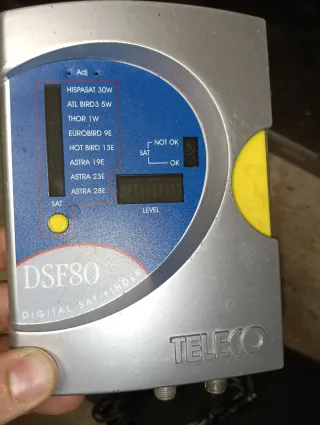 Adj
HISPASAT 30W
ATL BIRD3 5W
THOR 1W
EUROBIRD 9E
HOT BIRD 13E
ASTRA 19E
ASTRA 23E
ASTRA 28E
SAT
NOT OK
SAT
OK
LEVEL
DSF80
DIGITAL-SAT-FINDER
TELECO